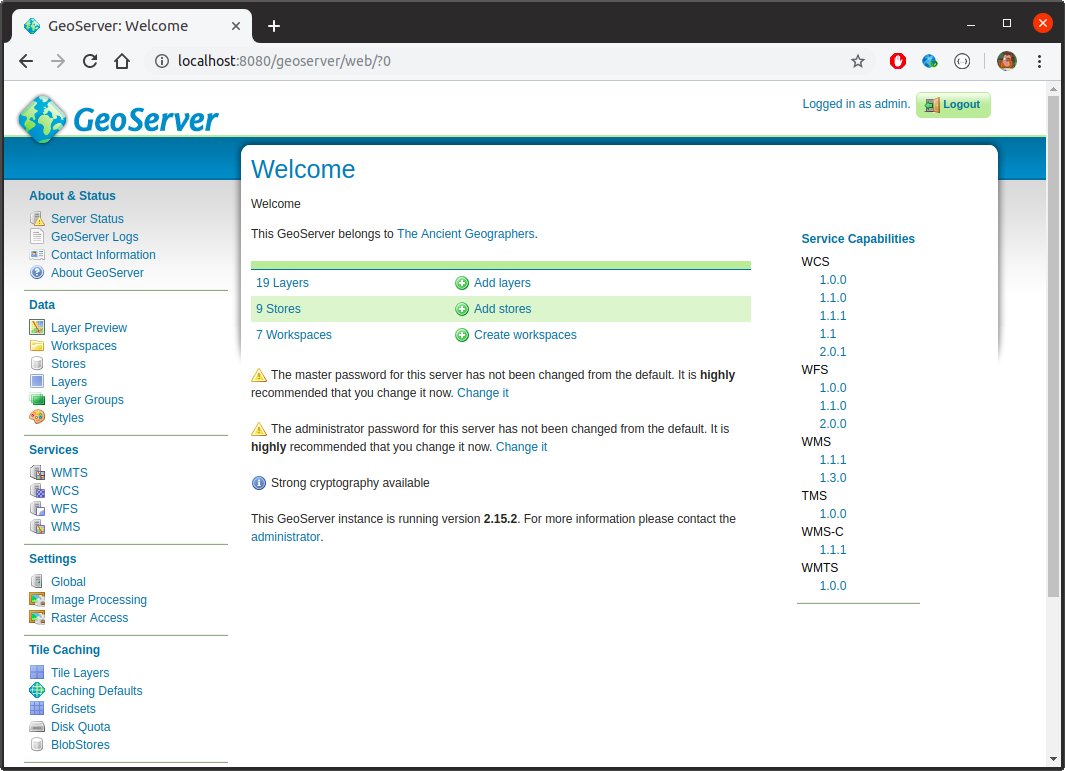 GeoServer: Welcome
localhost:8080/geoserver/web/?0
GeoServer
Logged in as admin. Logout
About & Status
Server Status
GeoServer Logs
Contact Information
About GeoServer
Data
Layer Preview
Workspaces
Stores
Layers
Layer Groups
Styles
Services
WMTS
WCS
WFS
WMS
Settings
Global
Image Processing
Raster Access
Tile Caching
Tile Layers
Caching Defaults
Gridsets
Disk Quota
BlobStores
Welcome
Welcome
This GeoServer belongs to The Ancient Geographers.
19 Layers Add layers
9 Stores Add stores
7 Workspaces Create workspaces
The master password for this server has not been changed from the default. It is highly
recommended that you change it now. Change it
The administrator password for this server has not been changed from the default. It is
highly recommended that you change it now. Change it
Strong cryptography available
This GeoServer instance is running version 2.15.2. For more information please contact the
administrator.
Service Capabilities
WCS
1.0.0
1.1.0
1.1.1
1.1
2.0.1
WFS
1.0.0
1.1.0
2.0.0
WMS
1.1.1
1.3.0
TMS
1.0.0
WMS-C
1.1.1
WMTS
1.0.0